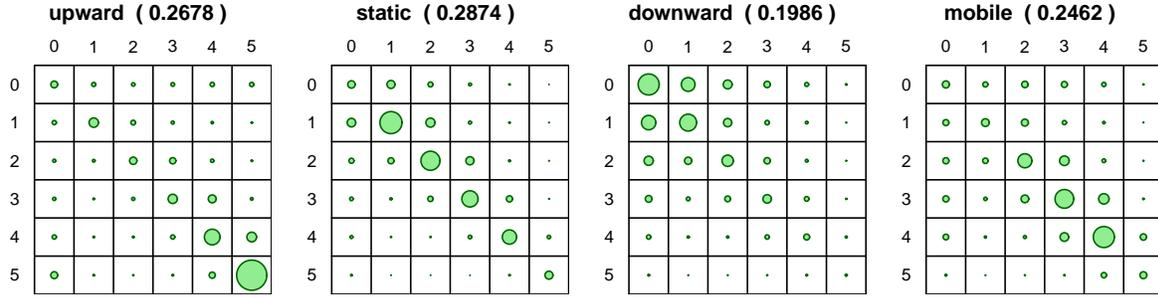 upward ( 0.2678 ) static ( 0.2874 ) downward ( 0.1986 ) mobile ( 0.2462 )
0 1 2 3 4 5 0 1 2 3 4 5 0 1 2 3 4 5 0 1 2 3 4 5
0 0 0 0
1 1 1 1
2 2 2 2
3 3 3 3
4 4 4 4
5 5 5 5